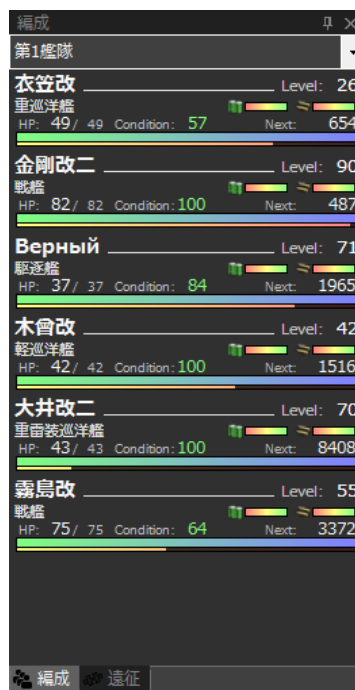 編成
第1艦隊
衣笠改 Level: 26
重巡洋艦
HP: 49/ 49 Condition: 57 Next: 654
金剛改二 Level: 90
戦艦
HP: 82/ 82 Condition: 100 Next: 487
Верный Level: 71
駆逐艦
HP: 37/ 37 Condition: 84 Next: 1965
木曾改 Level: 42
軽巡洋艦
HP: 42/ 42 Condition: 100 Next: 1516
大井改二 Level: 70
重雷装巡洋艦
HP: 43/ 43 Condition: 100 Next: 8408
霧島改 Level: 55
戦艦
HP: 75/ 75 Condition: 64 Next: 3372
編成 遠征